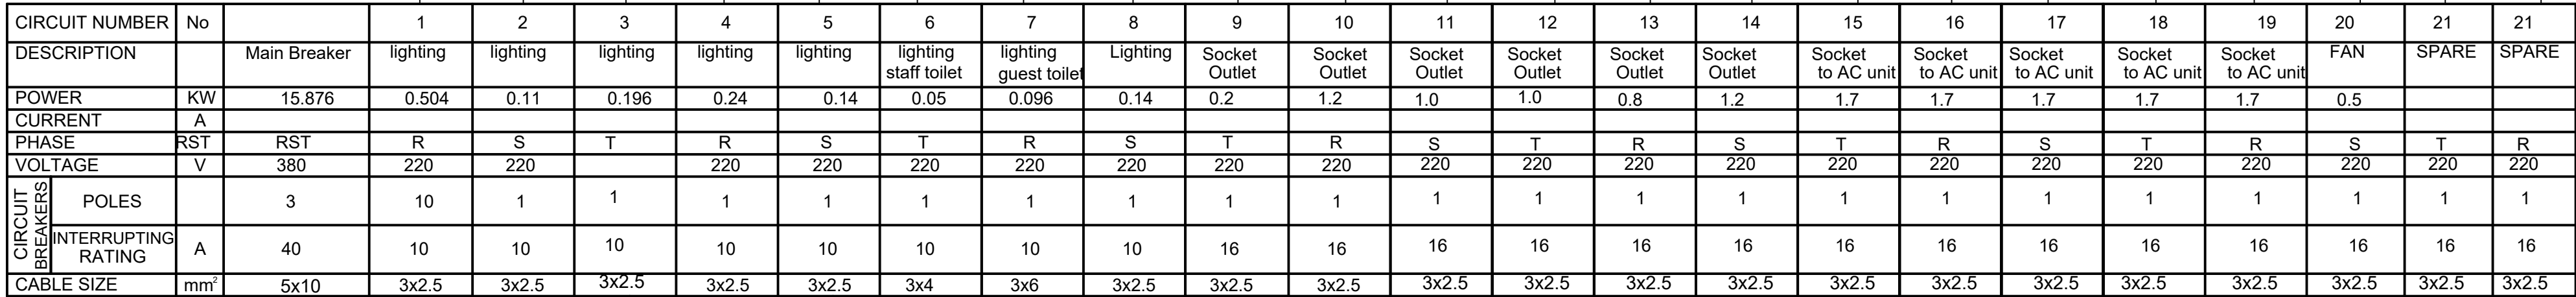 CIRCUIT NUMBER No 1 2 3 4 5 6 7 8 9 10 11 12 13 14 15 16 17 18 19 20 21 21
DESCRIPTION Main Breaker lighting lighting lighting lighting lighting lighting lighting Lighting Socket Socket Socket Socket Socket Socket Socket Socket Socket Socket Socket FAN SPARE SPARE
staff toilet guest toilet Outlet Outlet Outlet Outlet Outlet Outlet to AC unit to AC unit to AC unit to AC unit to AC unit
POWER KW 15.876 0.504 0.11 0.196 0.24 0.14 0.05 0.096 0.14 0.2 1.2 1.0 1.0 0.8 1.2 1.7 1.7 1.7 1.7 1.7 0.5
CURRENT A
PHASE RST RST R S T R S T R S T R S T R S T R S T R S T R
VOLTAGE V 380 220 220 220 220 220 220 220 220 220 220 220 220 220 220 220 220 220 220 220 220 220
CIRCUIT
BREAKERS
POLES 3 10 1 1 1 1 1 1 1 1 1 1 1 1 1 1 1 1 1 1 1 1 1
INTERRUPTING
RATING A 40 10 10 10 10 10 10 10 10 16 16 16 16 16 16 16 16 16 16 16 16 16 16
CABLE SIZE mm² 5x10 3x2.5 3x2.5 3x2.5 3x2.5 3x2.5 3x4 3x6 3x2.5 3x2.5 3x2.5 3x2.5 3x2.5 3x2.5 3x2.5 3x2.5 3x2.5 3x2.5 3x2.5 3x2.5 3x2.5 3x2.5 3x2.5